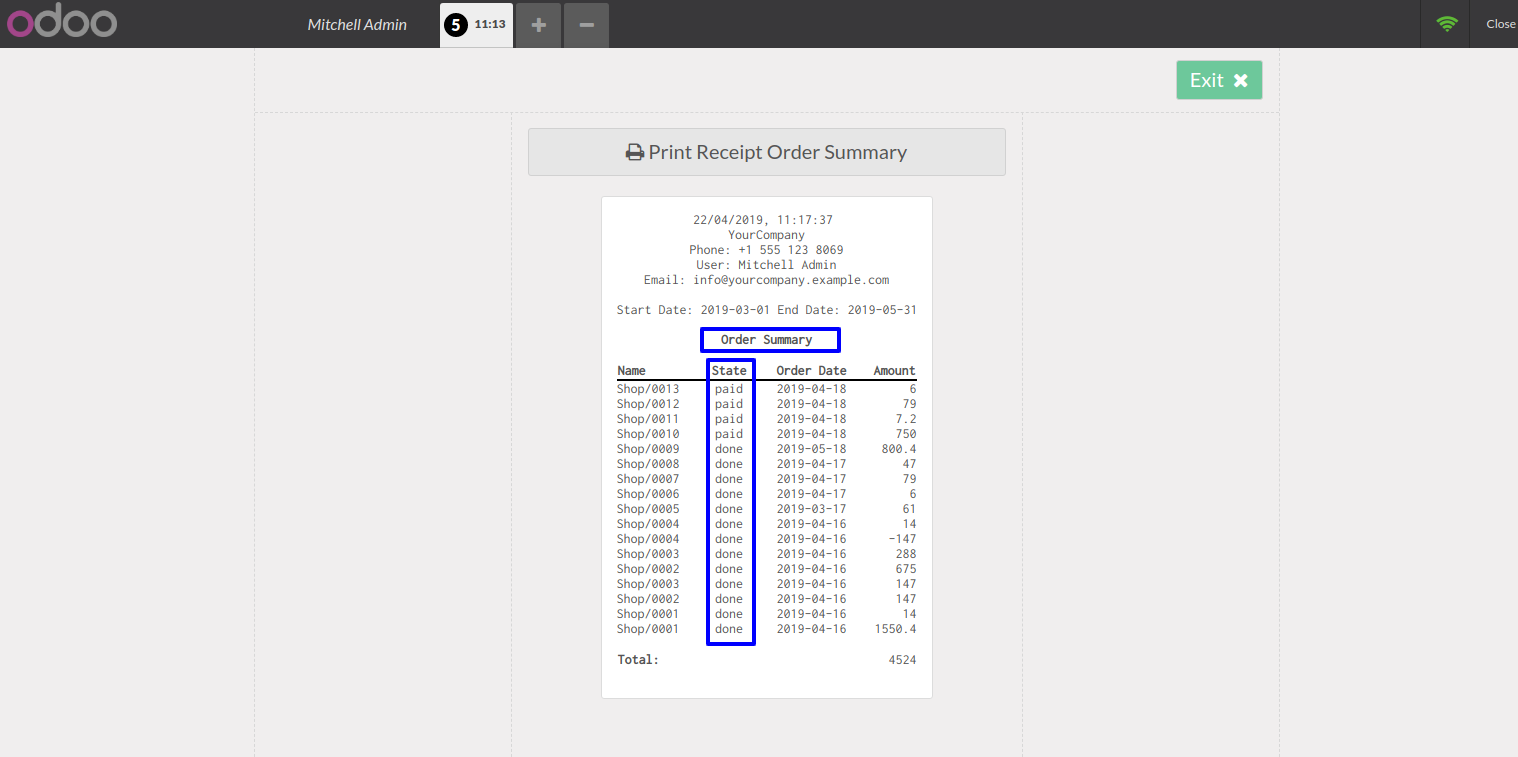 odoo Mitchell Admin 5 11:13 + − Close
Exit ✖
Print Receipt Order Summary
22/04/2019, 11:17:37
YourCompany
Phone: +1 555 123 8069
User: Mitchell Admin
Email: info@yourcompany.example.com
Start Date: 2019-03-01 End Date: 2019-05-31
Order Summary
Name State Order Date Amount
Shop/0013 paid 2019-04-18 6
Shop/0012 paid 2019-04-18 79
Shop/0011 paid 2019-04-18 7.2
Shop/0010 paid 2019-04-18 750
Shop/0009 done 2019-05-18 800.4
Shop/0008 done 2019-04-17 47
Shop/0007 done 2019-04-17 79
Shop/0006 done 2019-04-17 6
Shop/0005 done 2019-03-17 61
Shop/0004 done 2019-04-16 14
Shop/0004 done 2019-04-16 -147
Shop/0003 done 2019-04-16 288
Shop/0002 done 2019-04-16 675
Shop/0003 done 2019-04-16 147
Shop/0002 done 2019-04-16 147
Shop/0001 done 2019-04-16 14
Shop/0001 done 2019-04-16 1550.4
Total: 4524